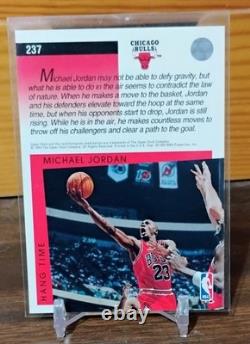 237
CHICAGO
BULLS
Michael Jordan may not be able to defy gravity, but
what he is able to do in the air seems to contradict the law
of nature. When he makes a move to the basket, Jordan
and his defenders elevate toward the hoop at the same
time, but when his opponents start to drop, Jordan is still
rising. While he is in the air, he makes countless moves to
throw off his challengers and clear a path to the goal.
MICHAEL JORDAN
HANG TIME
BULLS
23
NBA